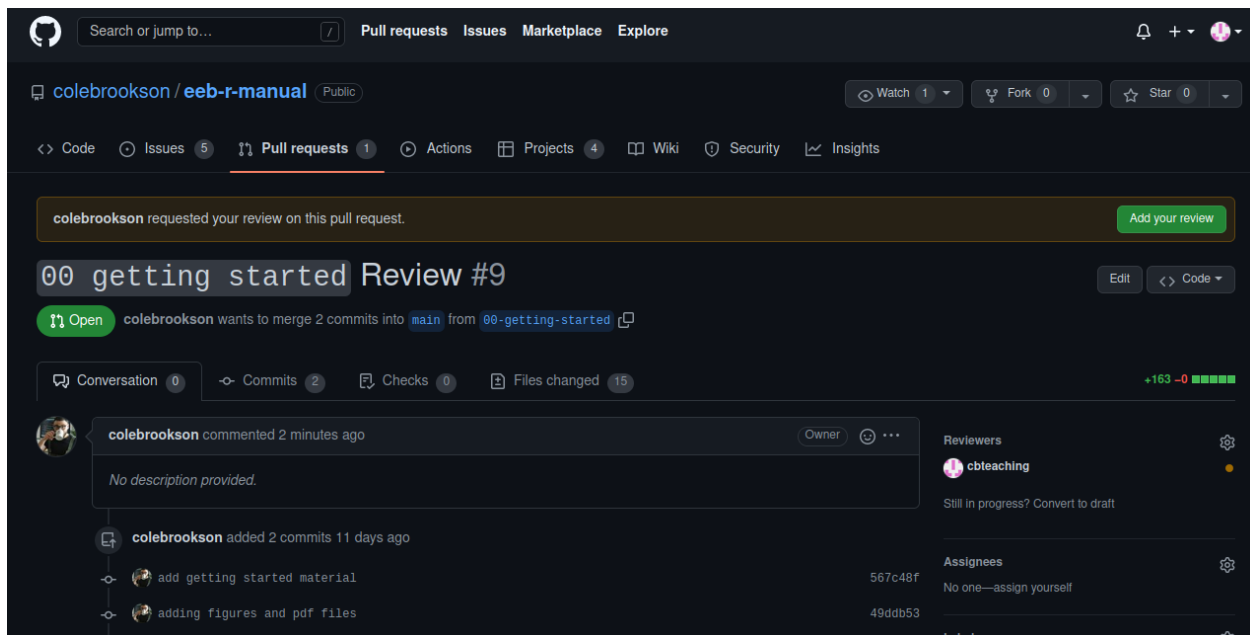 Search or jump to… / Pull requests Issues Marketplace Explore
colebrookson / eeb-r-manual Public Watch 1 Fork 0 Star 0
Code Issues 5 Pull requests 1 Actions Projects 4 Wiki Security Insights
colebrookson requested your review on this pull request. Add your review
00 getting started Review #9 Edit Code
Open colebrookson wants to merge 2 commits into main from 00-getting-started
Conversation 0 Commits 2 Checks 0 Files changed 15 +163 −0
colebrookson commented 2 minutes ago Owner
No description provided.
Reviewers
cbteaching
Still in progress? Convert to draft
colebrookson added 2 commits 11 days ago
add getting started material 567c48f
adding figures and pdf files 49ddb53
Assignees
No one—assign yourself